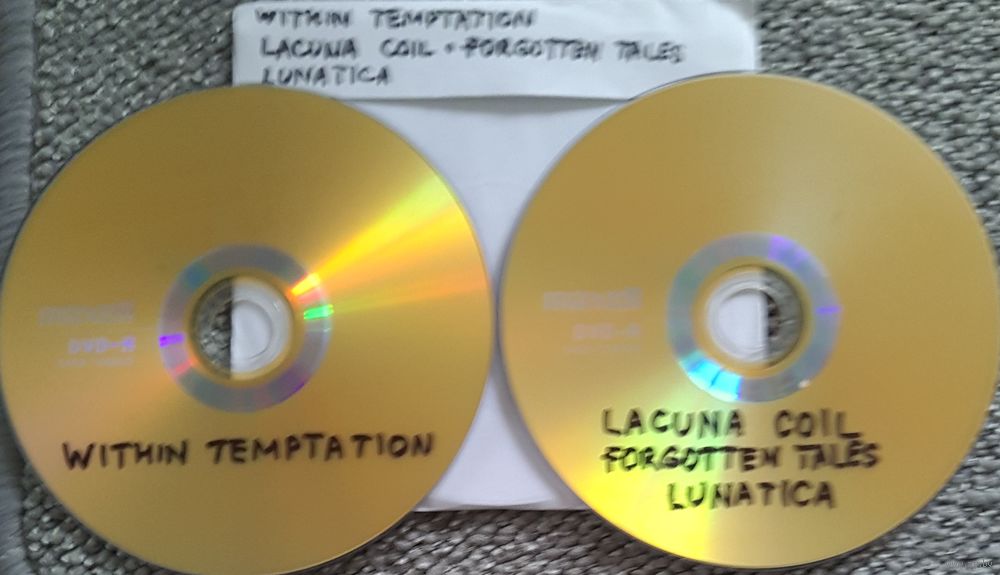 WITHIN TEMPTATION
LACUNA COIL • FORGOTTEN TALES
LUNATICA
maxell
DVD-R
WITHIN TEMPTATION
maxell
DVD-R
LACUNA COIL
FORGOTTEN TALES
LUNATICA